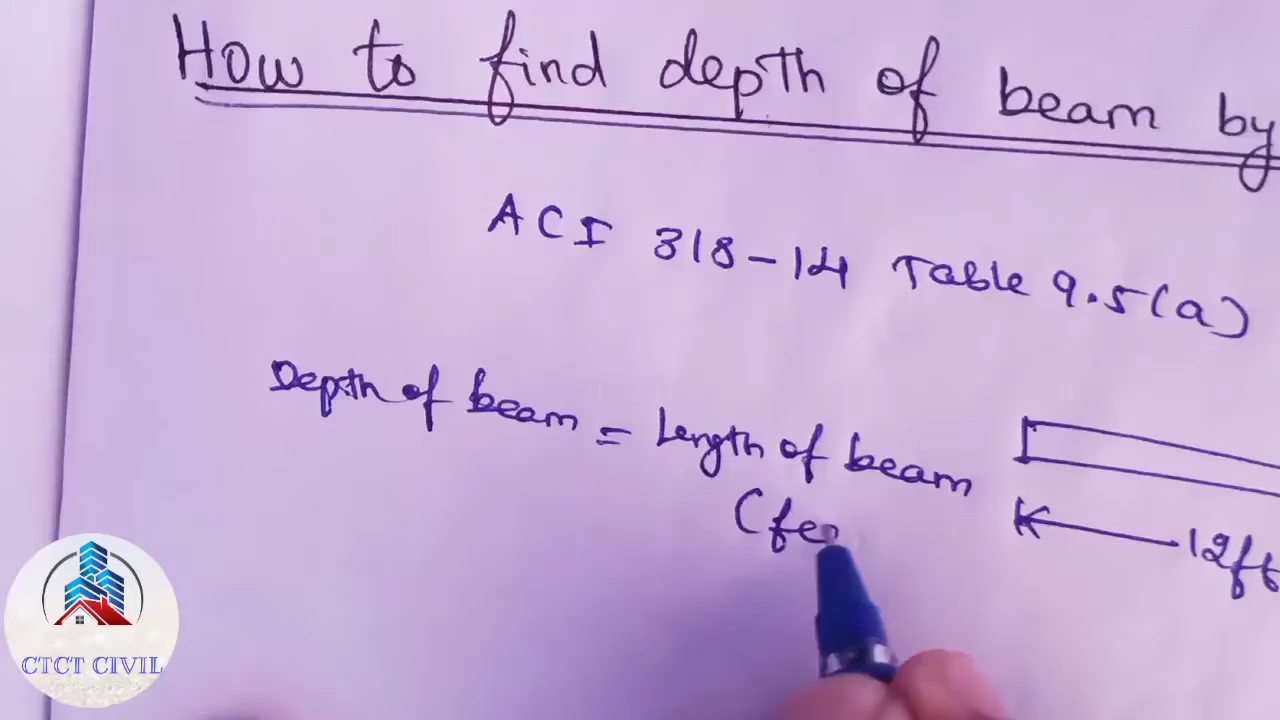 How to find depth of beam by
ACI 318-14 Table 9.5(a)
Depth of beam = Length of beam
(fe
12ft
CTCT CIVIL